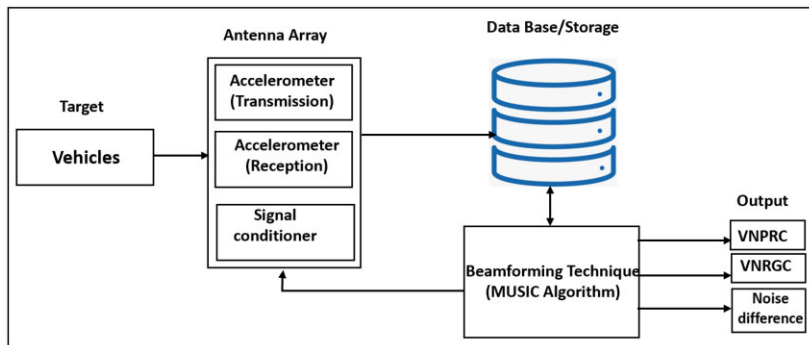 Antenna Array
Data Base/Storage
Accelerometer
(Transmission)
Target
Vehicles
Accelerometer
(Reception)
Signal
conditioner
Output
Beamforming Technique
(MUSIC Algorithm)
VNPRC
VNRGC
Noise
difference